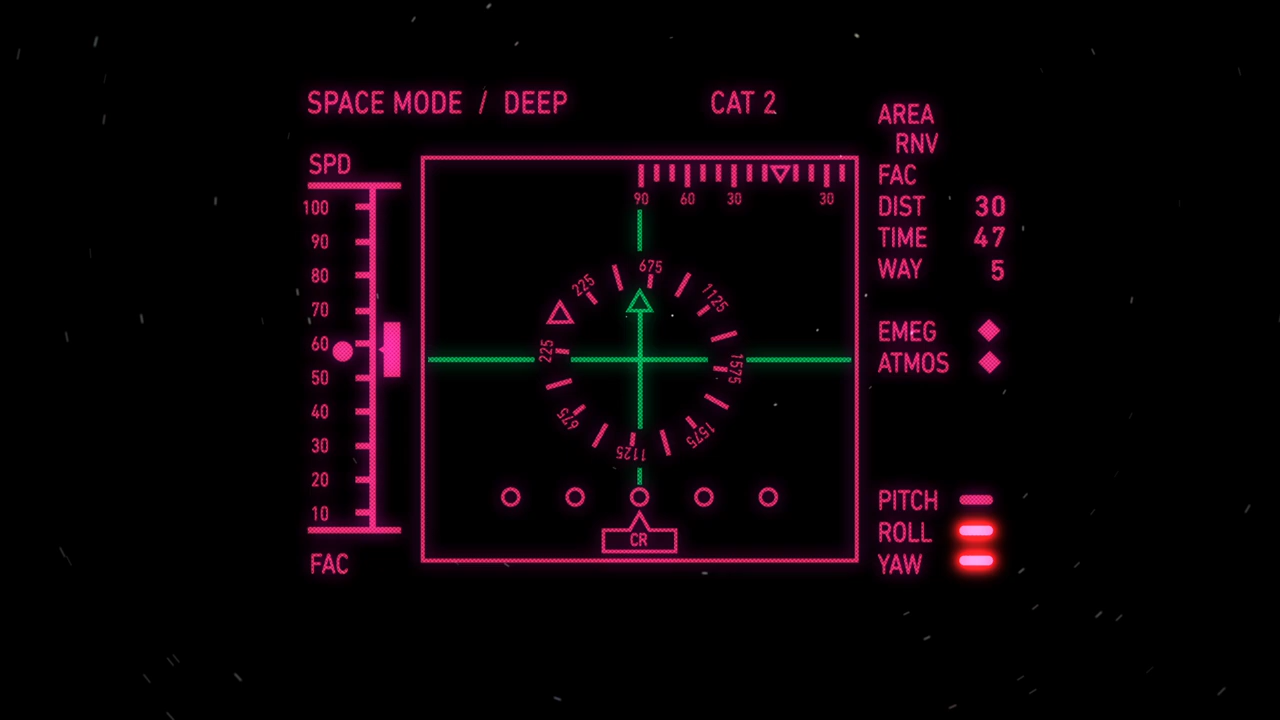 SPACE MODE / DEEP
CAT 2
AREA
RNV
SPD
FAC
90 60 30 30
DIST 30
TIME 47
WAY 5
100
90
80
70
60
50
40
30
20
10
675
225
1125
225
1575
675
1575
1125
EMEG
ATMOS
CR
PITCH
ROLL
YAW
FAC